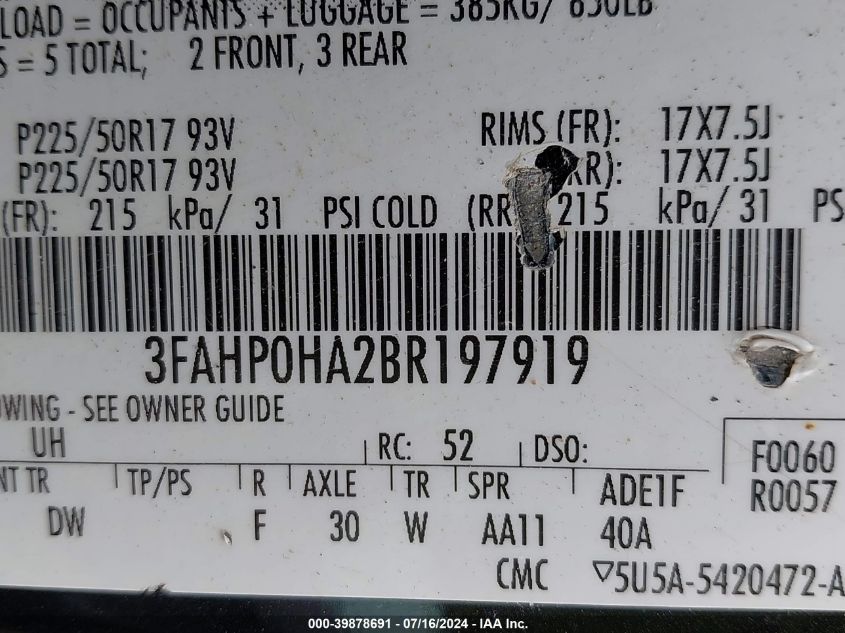 LOAD = OCCUPANTS + LUGGAGE = 385KG/ 850LB
S = 5 TOTAL; 2 FRONT, 3 REAR
P225/50R17 93V RIMS (FR): 17X7.5J
P225/50R17 93V RR): 17X7.5J
(FR): 215 kPa/ 31 PSI COLD (RR 215 kPa/ 31 PS
3FAHP0HA2BR197919
OWING - SEE OWNER GUIDE
UH RC: 52 DSO: F0060
NT TR TP/PS R AXLE TR SPR ADE1F R0057
DW F 30 W AA11 40A
CMC ▽5U5A-5420472-A
000-39878691 - 07/16/2024 - IAA Inc.